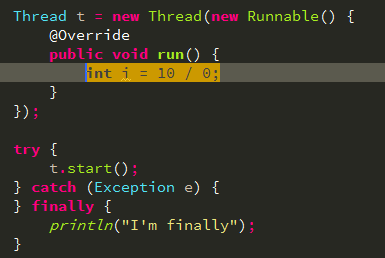 Thread t = new Thread(new Runnable() {
    @Override
    public void run() {
        int i = 10 / 0;
    }
});

try {
    t.start();
} catch (Exception e) {
} finally {
    println("I'm finally");
}